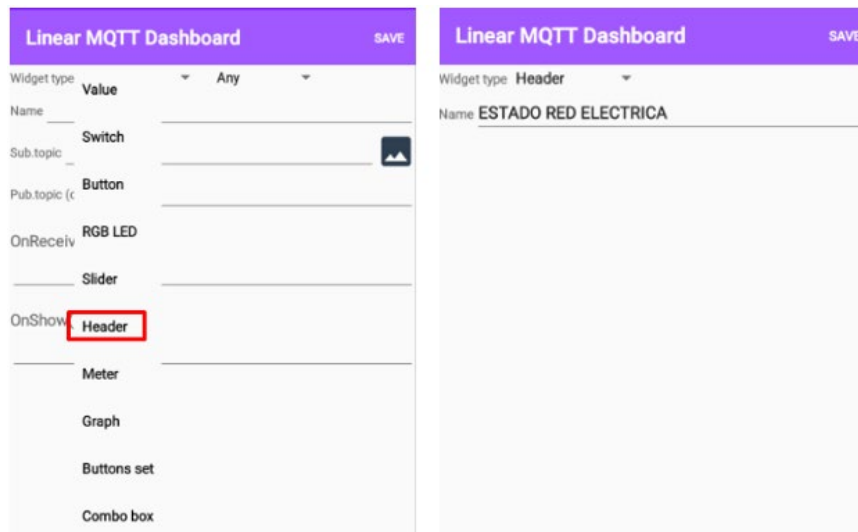 Linear MQTT Dashboard SAVE
Widget type Any
Name
Sub.topic
Pub.topic (c
OnReceiv
OnShow
Value
Switch
Button
RGB LED
Slider
Header
Meter
Graph
Buttons set
Combo box
Linear MQTT Dashboard SAVE
Widget type Header
Name ESTADO RED ELECTRICA